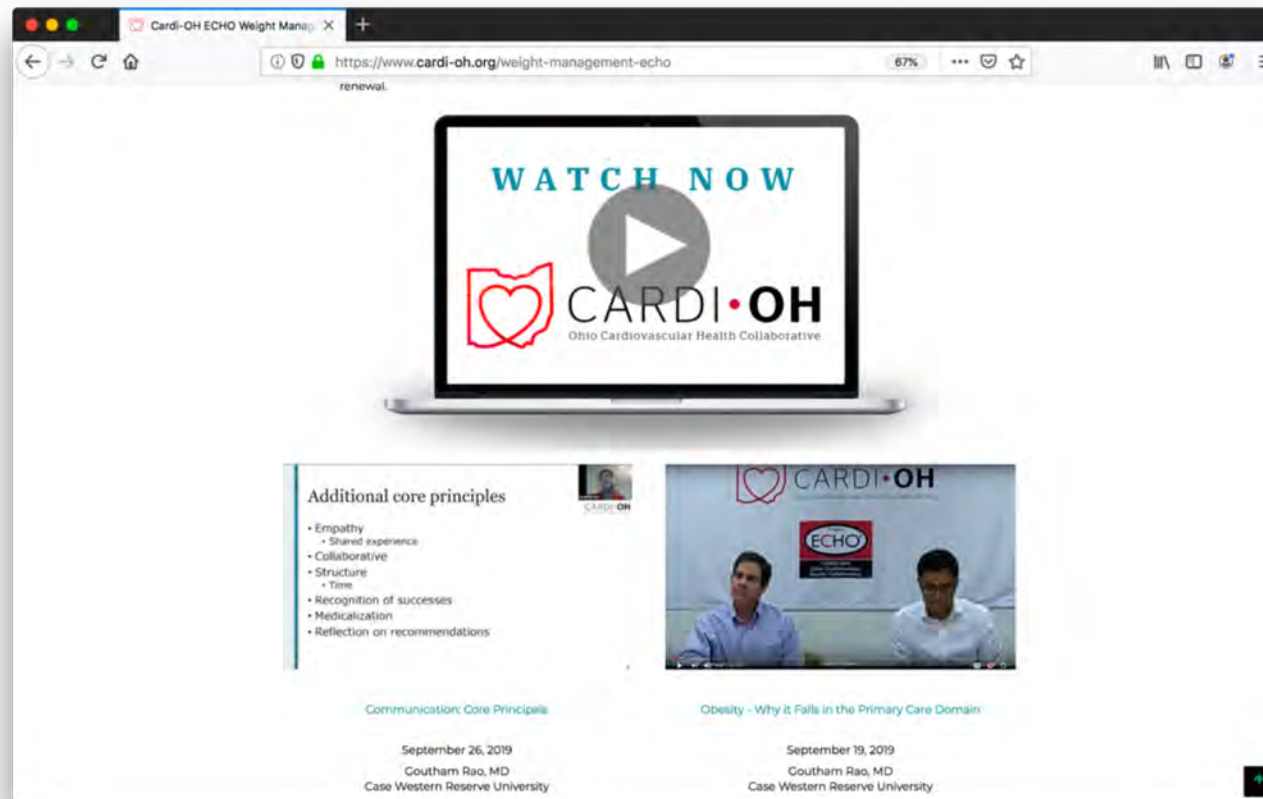 Cardi-OH ECHO Weight Manag
https://www.cardi-oh.org/weight-management-echo
67%
renewal.
WATCH NOW
CARDI•OH
Ohio Cardiovascular Health Collaborative
Additional core principles
CARDI•OH
• Empathy
• Shared experience
• Collaborative
• Structure
• Time
• Recognition of successes
• Medicalization
• Reflection on recommendations
CARDI•OH
ECHO
Communication: Core Principels
Obesity - Why it Falls in the Primary Care Domain
September 26, 2019
September 19, 2019
Goutham Rao, MD
Goutham Rao, MD
Case Western Reserve University
Case Western Reserve University